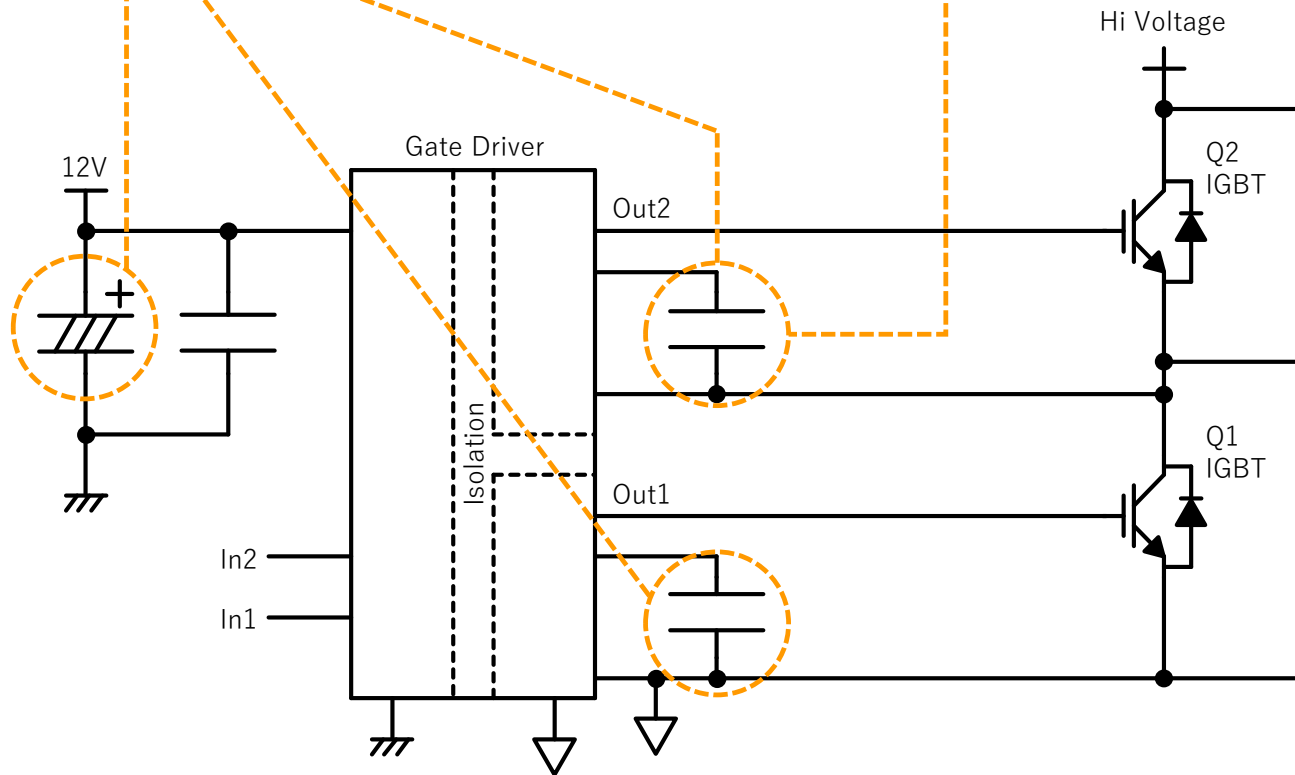 Hi Voltage
12V
Gate Driver
Q2
IGBT
Out2
Isolation
Q1
IGBT
Out1
In2
In1